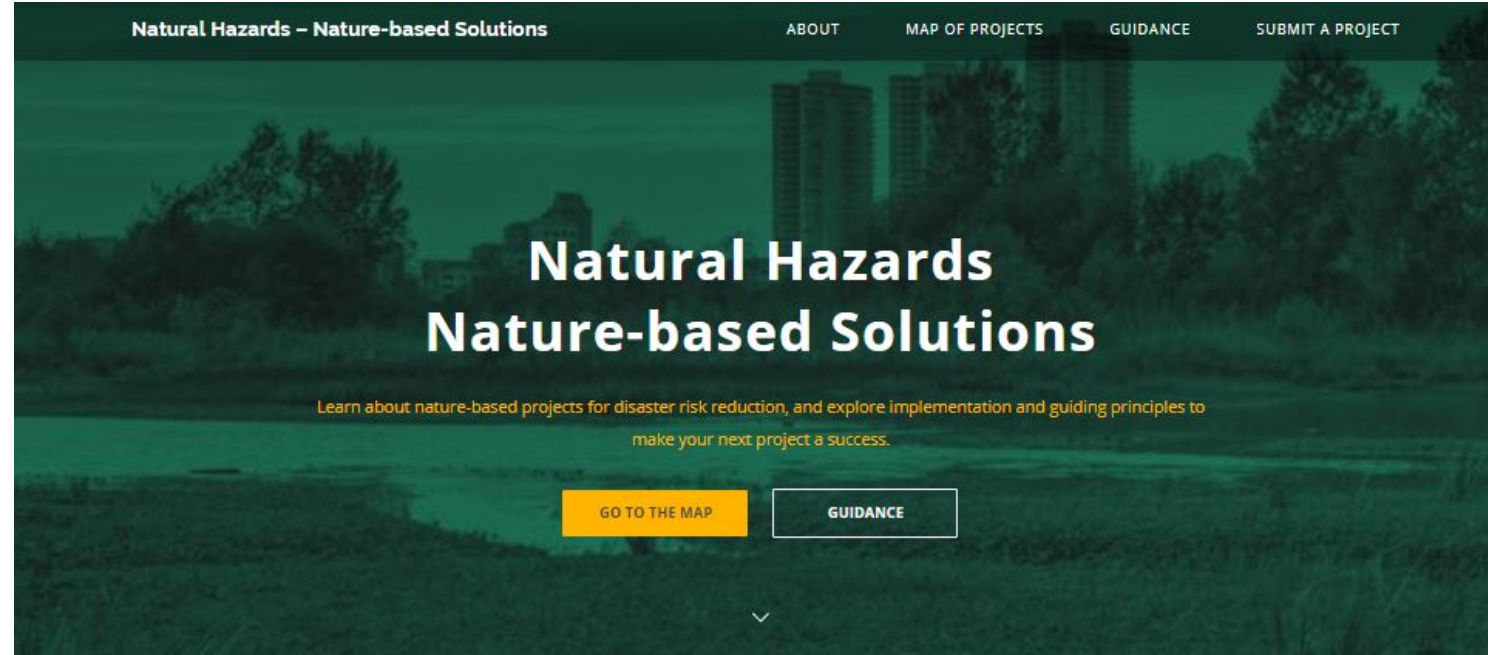 Natural Hazards – Nature-based Solutions
ABOUT
MAP OF PROJECTS
GUIDANCE
SUBMIT A PROJECT
Natural Hazards
Nature-based Solutions
Learn about nature-based projects for disaster risk reduction, and explore implementation and guiding principles to
make your next project a success.
GO TO THE MAP
GUIDANCE